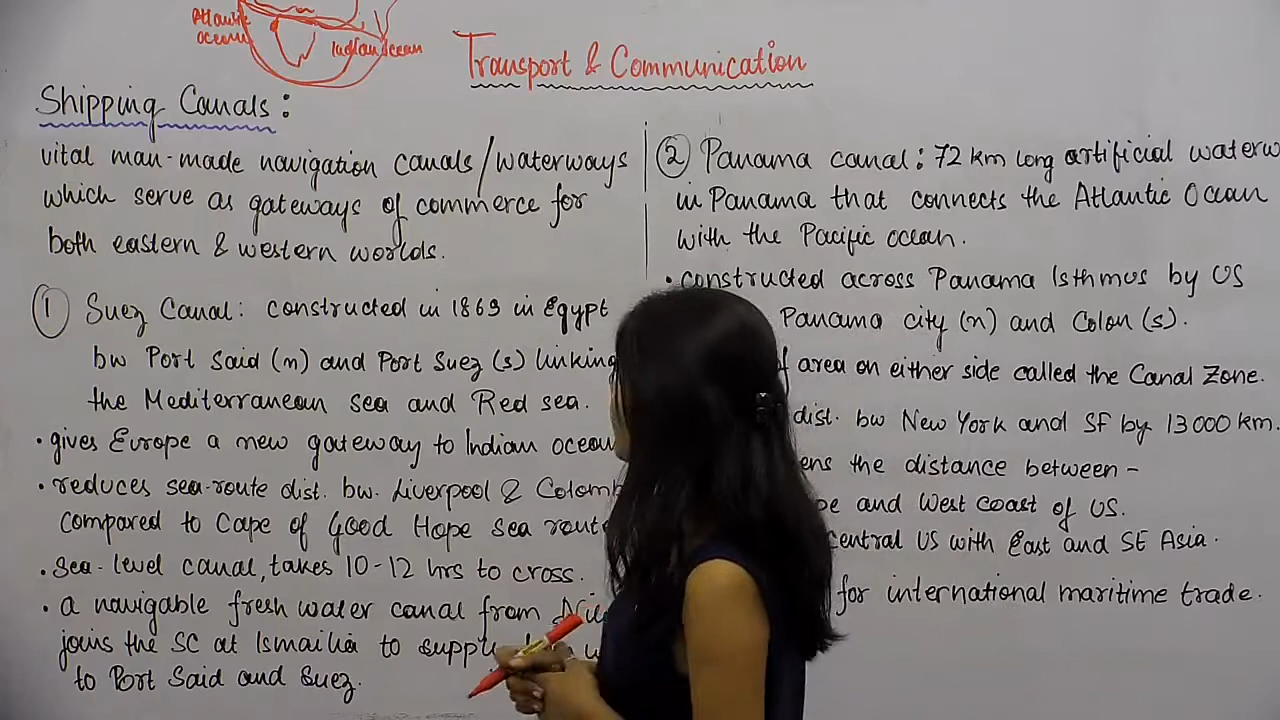 Atlantic
ocean
Indian Ocean
Transport & Communication
Shipping Canals:
vital man-made navigation canals/waterways
which serve as gateways of commerce for
both eastern & western worlds.
① Suez Canal: constructed in 1869 in Egypt
bw Port Said (n) and Port Suez (s) linking
the Mediterranean sea and Red sea.
• gives Europe a new gateway to Indian ocean
• reduces sea-route dist. bw. Liverpool &
compared to Cape of Good Hope sea route
• Sea-level canal, takes 10-12 hrs to cross.
• a navigable fresh water canal from
joins the SC at Ismailia to
to Port Said and Suez.
② Panama canal: 72 km long artificial
in Panama that connects the Atlantic Ocean
with the Pacific ocean.
• constructed across Panama Isthmus by US
Panama city (n) and Colon (s).
area on either side called the Canal Zone.
dist. bw New York and SF by 13000 km.
the distance between -
and West Coast of US.
central US with East and SE Asia.
for international maritime trade.